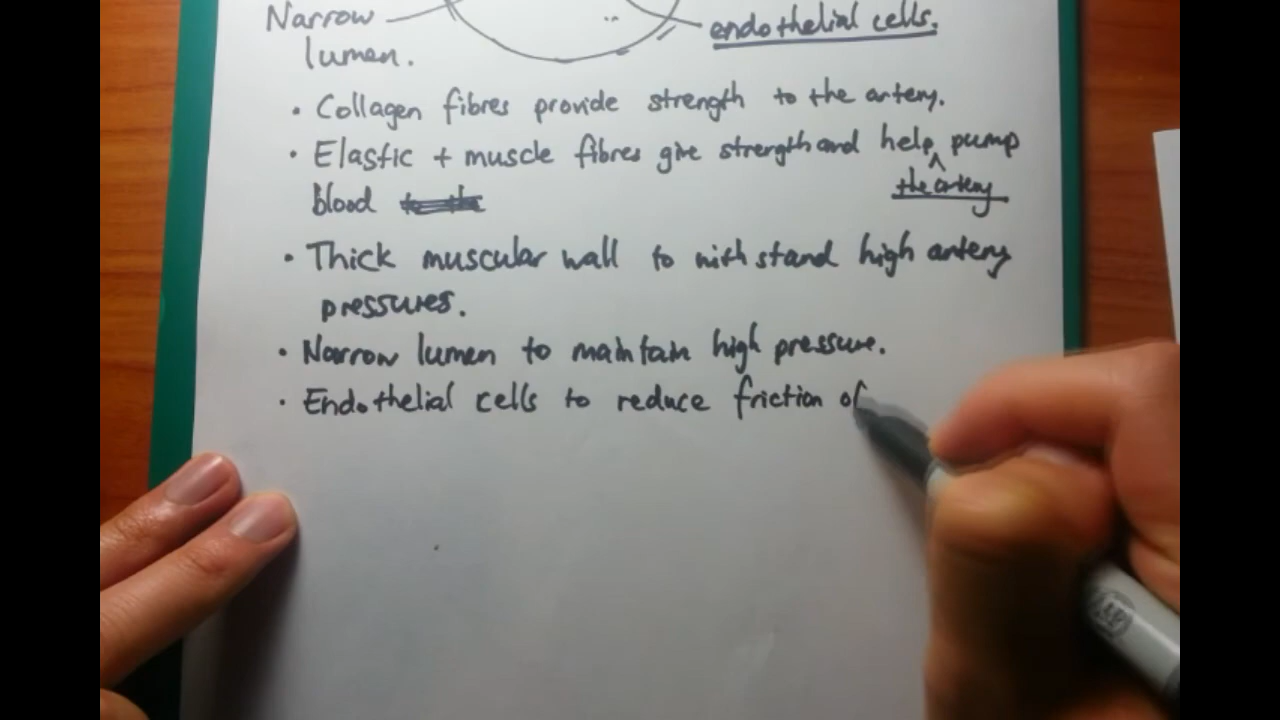 Narrow
endothelial cells.
lumen.
• Collagen fibres provide strength to the artery.
• Elastic + muscle fibres give strength and help pump
the artery
blood
• Thick muscular wall to withstand high artery
pressures.
• Narrow lumen to maintain high pressure.
• Endothelial cells to reduce friction of